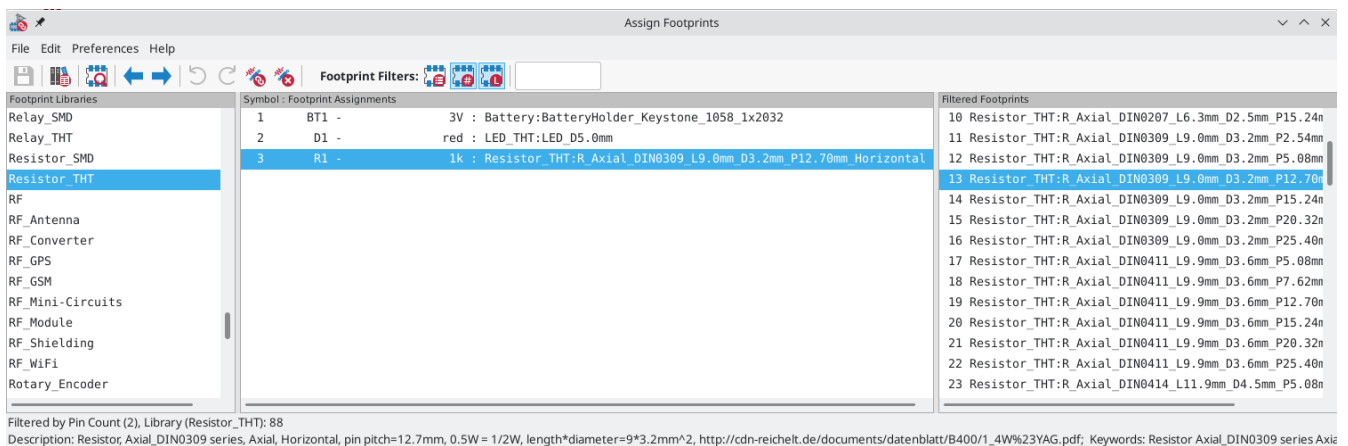 Assign Footprints
File Edit Preferences Help
Footprint Filters:
Footprint Libraries
Relay_SMD
Relay_THT
Resistor_SMD
Resistor_THT
RF
RF_Antenna
RF_Converter
RF_GPS
RF_GSM
RF_Mini-Circuits
RF_Module
RF_Shielding
RF_WiFi
Rotary_Encoder
Symbol : Footprint Assignments
1 BT1 - 3V : Battery:BatteryHolder_Keystone_1058_1x2032
2 D1 - red : LED_THT:LED_D5.0mm
3 R1 - 1k : Resistor_THT:R_Axial_DIN0309_L9.0mm_D3.2mm_P12.70mm_Horizontal
Filtered Footprints
10 Resistor_THT:R_Axial_DIN0207_L6.3mm_D2.5mm_P15.24m
11 Resistor_THT:R_Axial_DIN0309_L9.0mm_D3.2mm_P2.54mm
12 Resistor_THT:R_Axial_DIN0309_L9.0mm_D3.2mm_P5.08mm
13 Resistor_THT:R_Axial_DIN0309_L9.0mm_D3.2mm_P12.70m
14 Resistor_THT:R_Axial_DIN0309_L9.0mm_D3.2mm_P15.24m
15 Resistor_THT:R_Axial_DIN0309_L9.0mm_D3.2mm_P20.32m
16 Resistor_THT:R_Axial_DIN0309_L9.0mm_D3.2mm_P25.40m
17 Resistor_THT:R_Axial_DIN0411_L9.9mm_D3.6mm_P5.08mm
18 Resistor_THT:R_Axial_DIN0411_L9.9mm_D3.6mm_P7.62mm
19 Resistor_THT:R_Axial_DIN0411_L9.9mm_D3.6mm_P12.70m
20 Resistor_THT:R_Axial_DIN0411_L9.9mm_D3.6mm_P15.24m
21 Resistor_THT:R_Axial_DIN0411_L9.9mm_D3.6mm_P20.32m
22 Resistor_THT:R_Axial_DIN0411_L9.9mm_D3.6mm_P25.40m
23 Resistor_THT:R_Axial_DIN0414_L11.9mm_D4.5mm_P5.08m
Filtered by Pin Count (2), Library (Resistor_THT): 88
Description: Resistor, Axial_DIN0309 series, Axial, Horizontal, pin pitch=12.7mm, 0.5W = 1/2W, length*diameter=9*3.2mm^2, http://cdn-reichelt.de/documents/datenblatt/B400/1_4W%23YAG.pdf; Keywords: Resistor Axial_DIN0309 series Axia